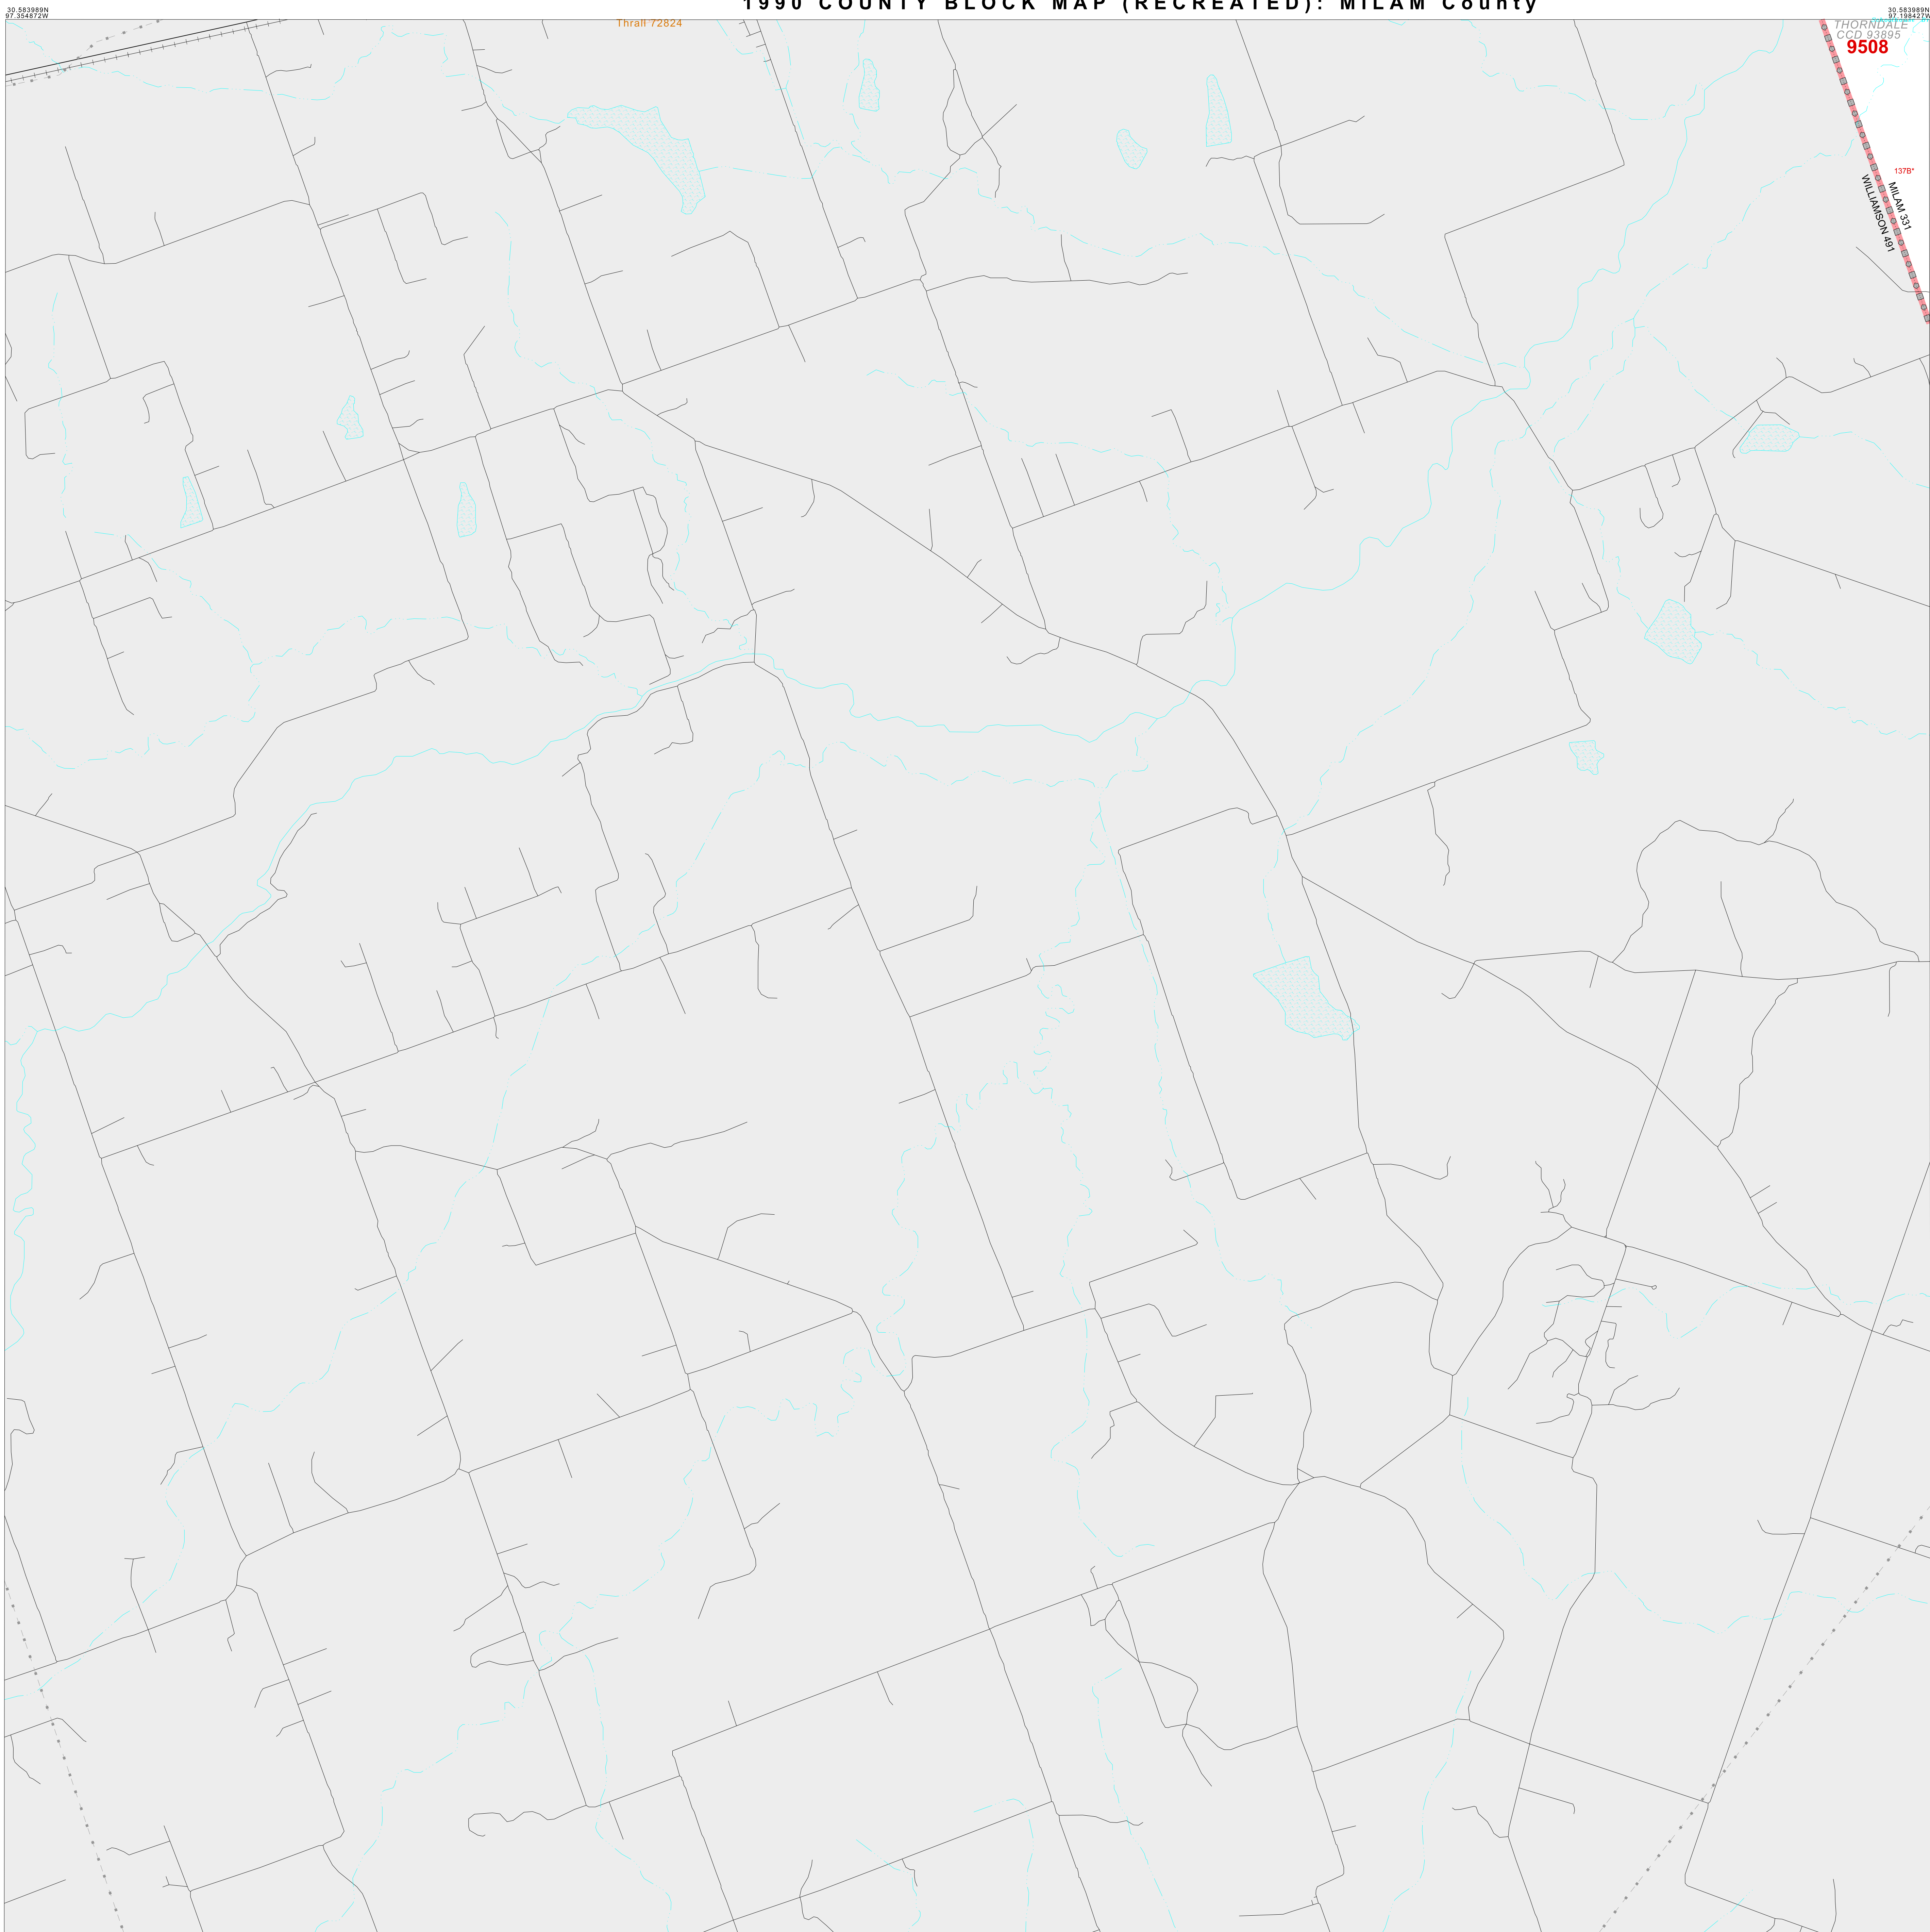 1990 COUNTY BLOCK MAP (RECREATED): MILAM County
30.583989N
97.354872W
30.583989N
97.198427W
Thrall 72824
THORNDALE
CCD 93895
9508
137B*
MILAM 331
WILLIAMSON 491